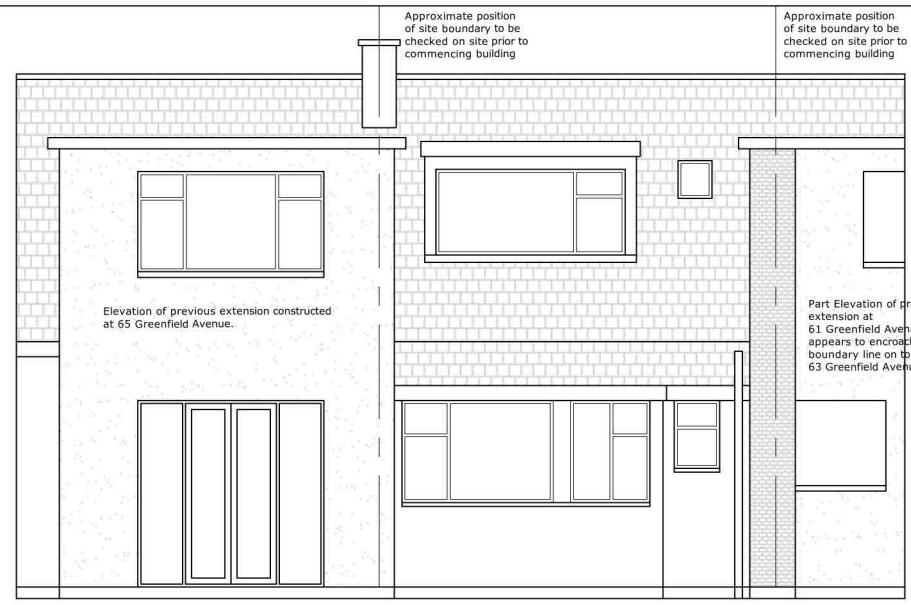 Approximate position
of site boundary to be
checked on site prior to
commencing building
Approximate position
of site boundary to be
checked on site prior to
commencing building
Elevation of previous extension constructed
at 65 Greenfield Avenue.
Part Elevation of
extension at
61 Greenfield
appears to
boundary line on to
63 Greenfield